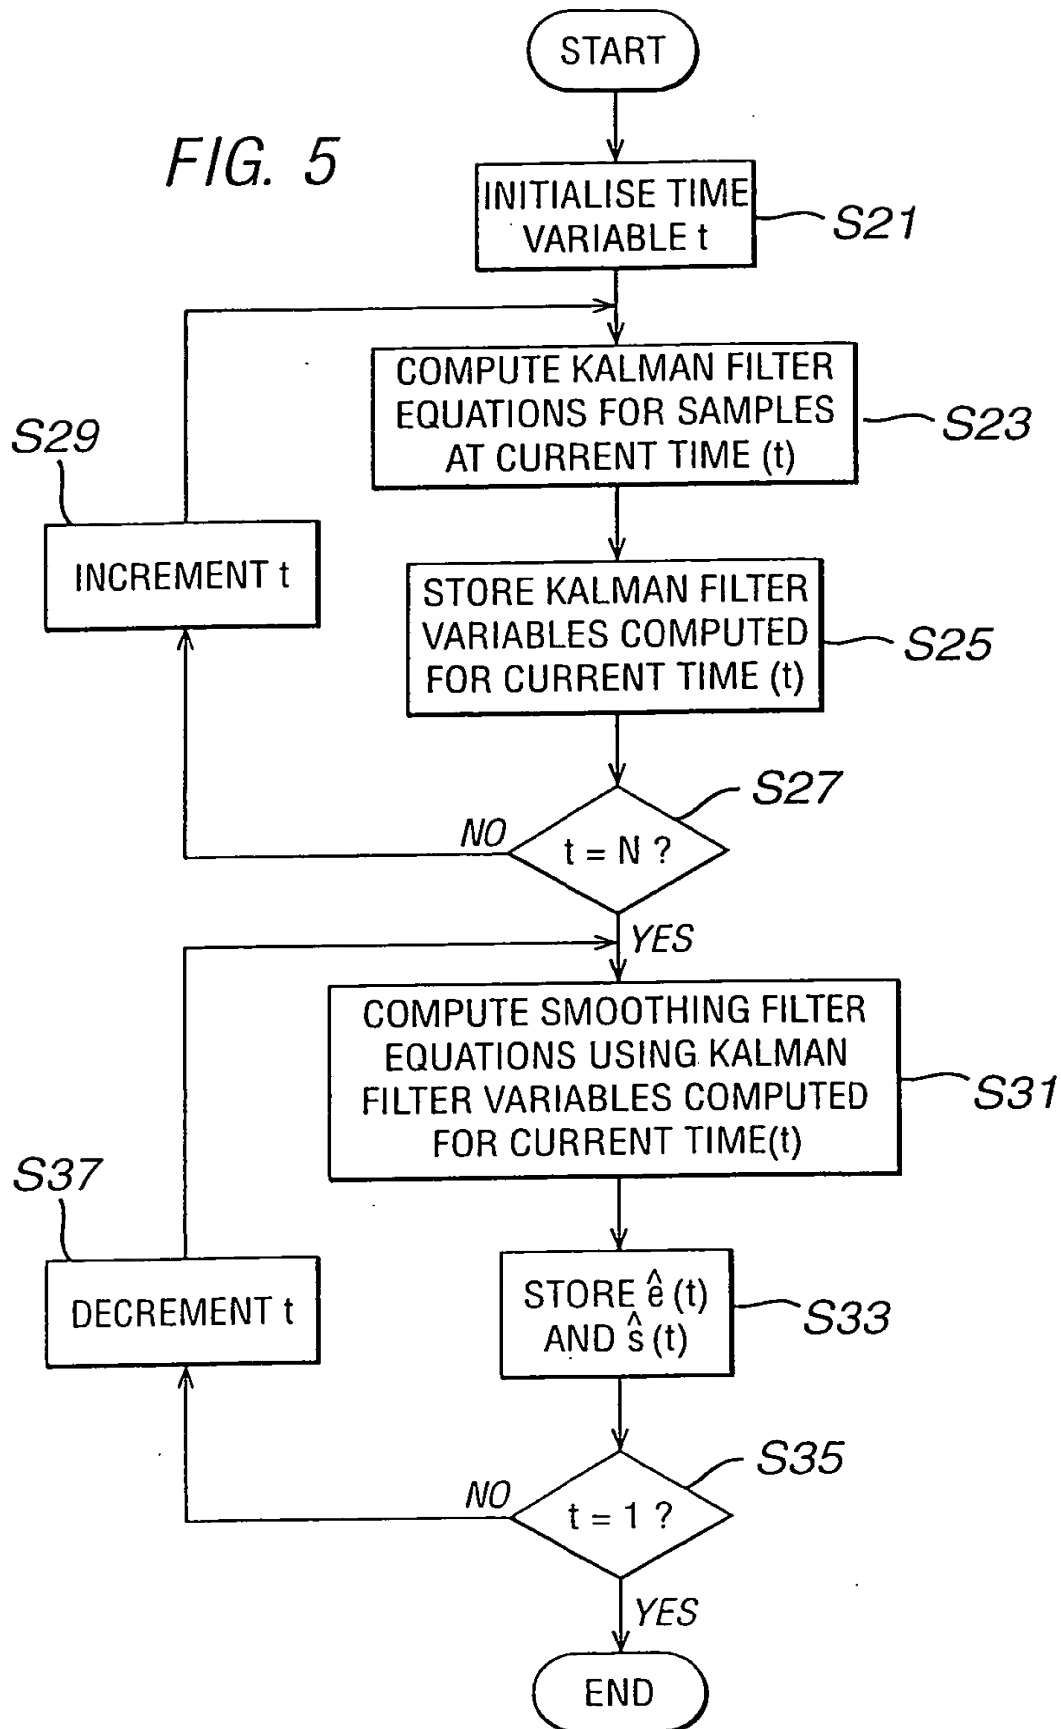 START
FIG. 5
INITIALISE TIME
VARIABLE t
S21
COMPUTE KALMAN FILTER
EQUATIONS FOR SAMPLES
AT CURRENT TIME (t)
S23
S29
INCREMENT t
STORE KALMAN FILTER
VARIABLES COMPUTED
FOR CURRENT TIME (t)
S25
S27
NO
t = N ?
YES
COMPUTE SMOOTHING FILTER
EQUATIONS USING KALMAN
FILTER VARIABLES COMPUTED
FOR CURRENT TIME(t)
S31
S37
DECREMENT t
STORE ê (t)
AND ŝ (t)
S33
S35
NO
t = 1 ?
YES
END